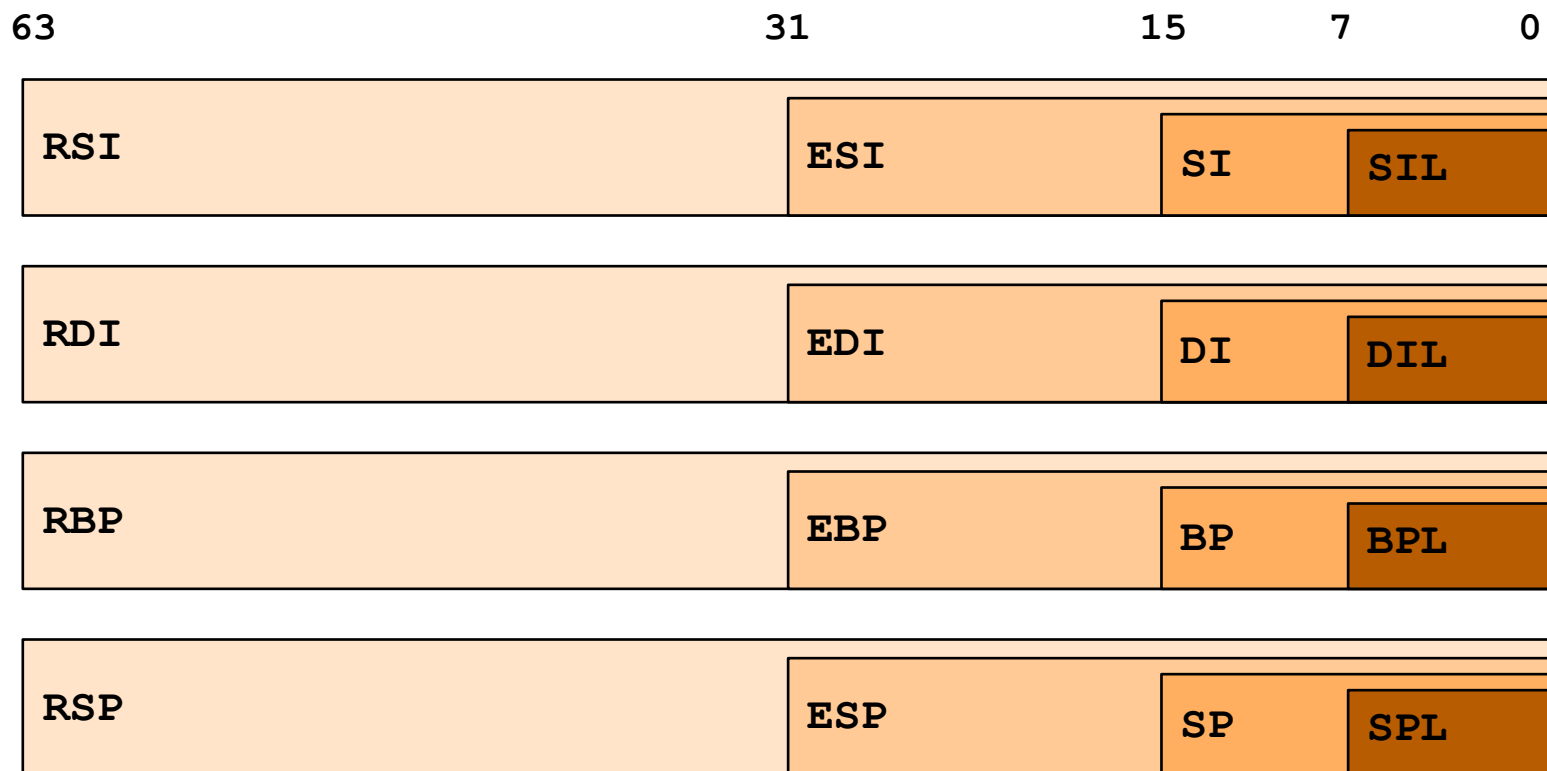 63 31 15 7 0
RSI ESI SI SIL
RDI EDI DI DIL
RBP EBP BP BPL
RSP ESP SP SPL